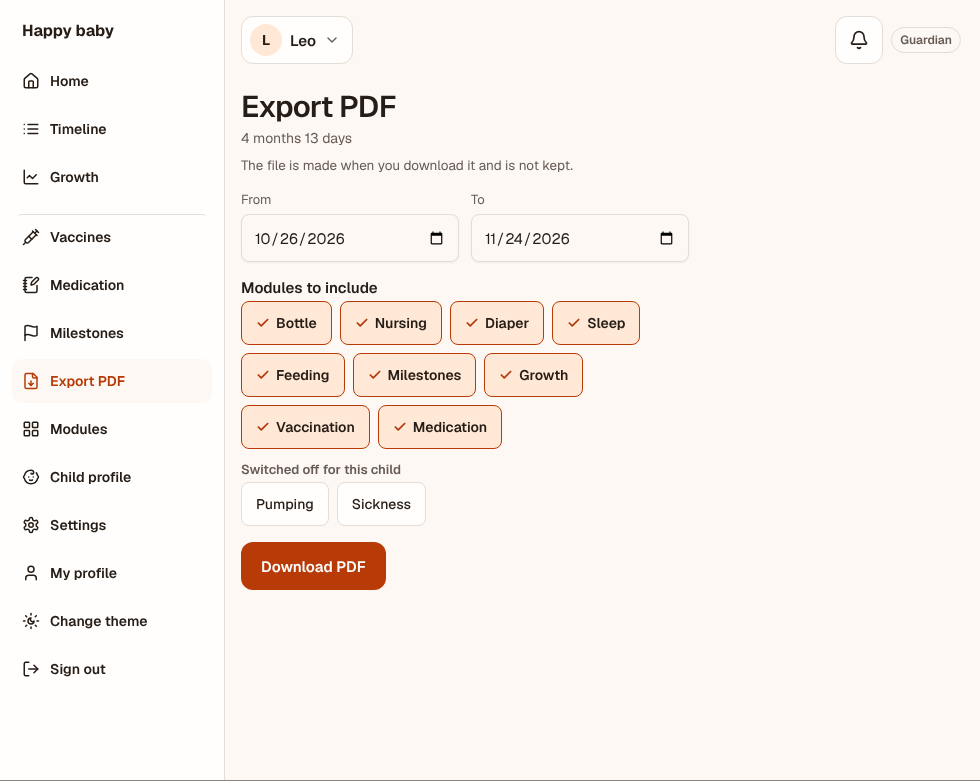 Happy baby
Home
Timeline
Growth
Vaccines
Medication
Milestones
Export PDF
Modules
Child profile
Settings
My profile
Change theme
Sign out
L Leo
Guardian
Export PDF
4 months 13 days
The file is made when you download it and is not kept.
From To
10/26/2026 11/24/2026
Modules to include
Bottle Nursing Diaper Sleep
Feeding Milestones Growth
Vaccination Medication
Switched off for this child
Pumping Sickness
Download PDF